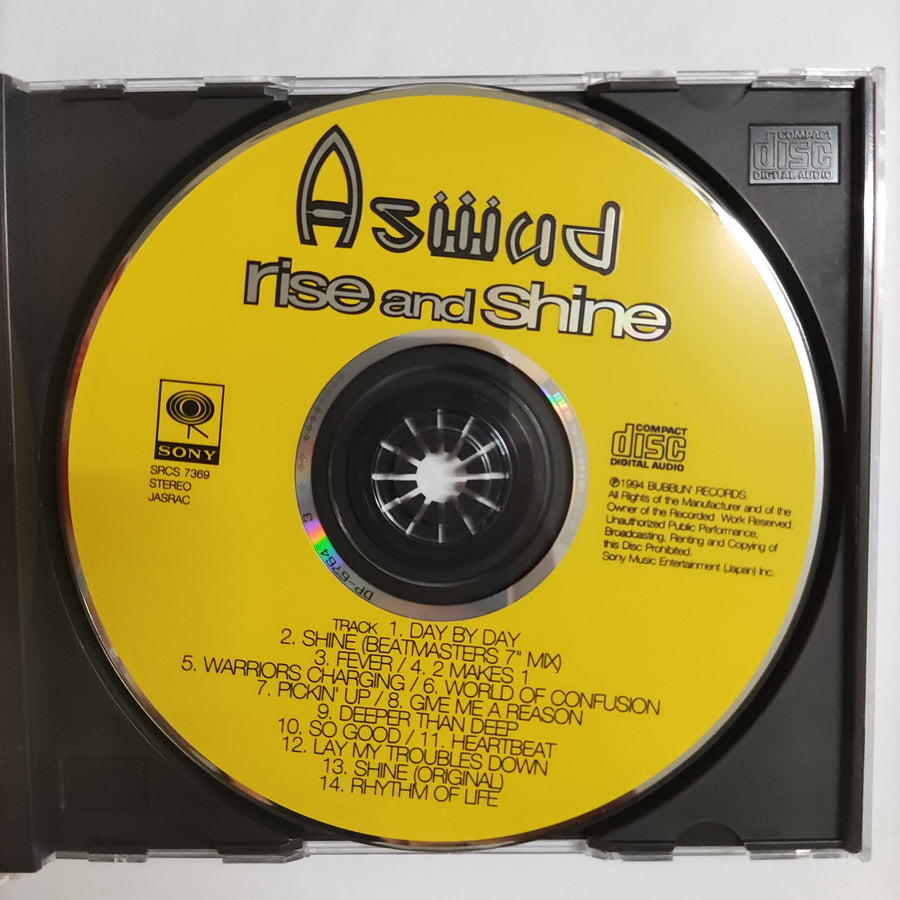 Aswad
rise and shine
COMPACT
disc
DIGITAL AUDIO
SONY
SRCS 7369
STEREO
JASRAC
COMPACT
disc
DIGITAL AUDIO
℗1994 BUBBLIN' RECORDS.
All Rights of the Manufacturer and of the
Owner of the Recorded Work Reserved.
Unauthorized Public Performance,
Broadcasting, Renting and Copying of
this Disc Prohibited.
Sony Music Entertainment (Japan) Inc.
DP-8764 3
TRACK 1. DAY BY DAY
2. SHINE (BEATMASTERS 7" MIX)
3. FEVER / 4. 2 MAKES 1
5. WARRIORS CHARGING / 6. WORLD OF CONFUSION
7. PICKIN' UP / 8. GIVE ME A REASON
9. DEEPER THAN DEEP
10. SO GOOD / 11. HEARTBEAT
12. LAY MY TROUBLES DOWN
13. SHINE (ORIGINAL)
14. RHYTHM OF LIFE